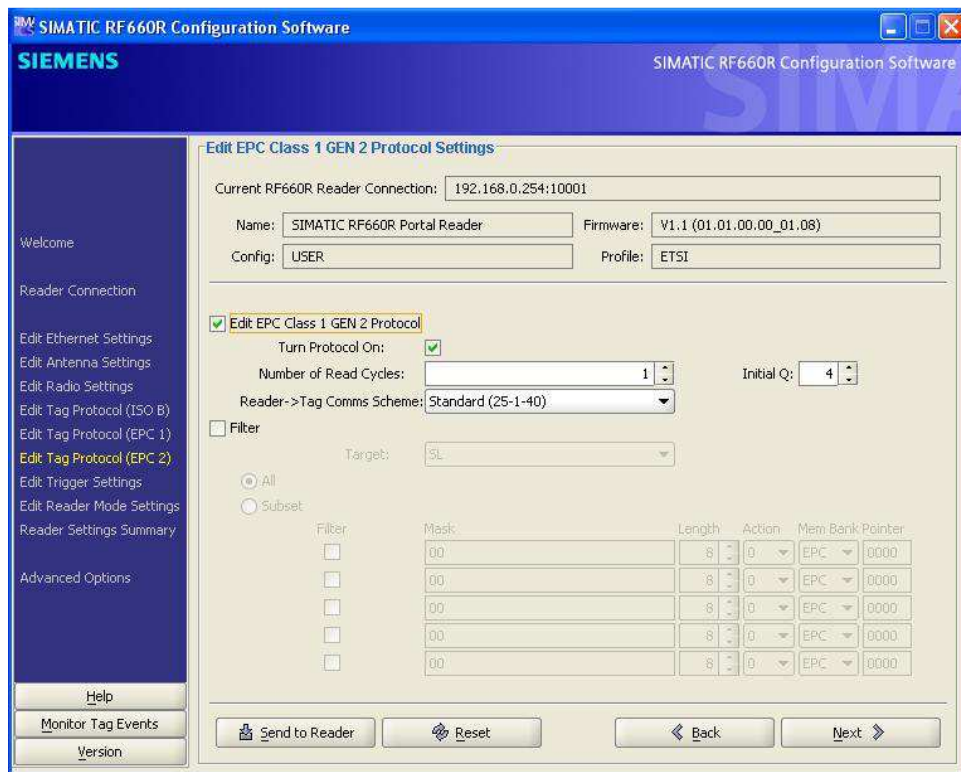 SIMATIC RF660R Configuration Software
SIEMENS
SIMATIC RF660R Configuration Software
SIMA
Welcome
Reader Connection
Edit Ethernet Settings
Edit Antenna Settings
Edit Radio Settings
Edit Tag Protocol (ISO B)
Edit Tag Protocol (EPC 1)
Edit Tag Protocol (EPC 2)
Edit Trigger Settings
Edit Reader Mode Settings
Reader Settings Summary
Advanced Options
Help
Monitor Tag Events
Version
Edit EPC Class 1 GEN 2 Protocol Settings
Current RF660R Reader Connection: 192.168.0.254:10001
Name: SIMATIC RF660R Portal Reader Firmware: V1.1 (01.01.00.00_01.08)
Config: USER Profile: ETSI
Edit EPC Class 1 GEN 2 Protocol
Turn Protocol On:
Number of Read Cycles: 1 Initial Q: 4
Reader->Tag Comms Scheme: Standard (25-1-40)
Filter
Target: SL
All
Subset
Filter Mask Length Action Mem Bank Pointer
00 8 0 EPC 0000
00 8 0 EPC 0000
00 8 0 EPC 0000
00 8 0 EPC 0000
00 8 0 EPC 0000
Send to Reader Reset Back Next